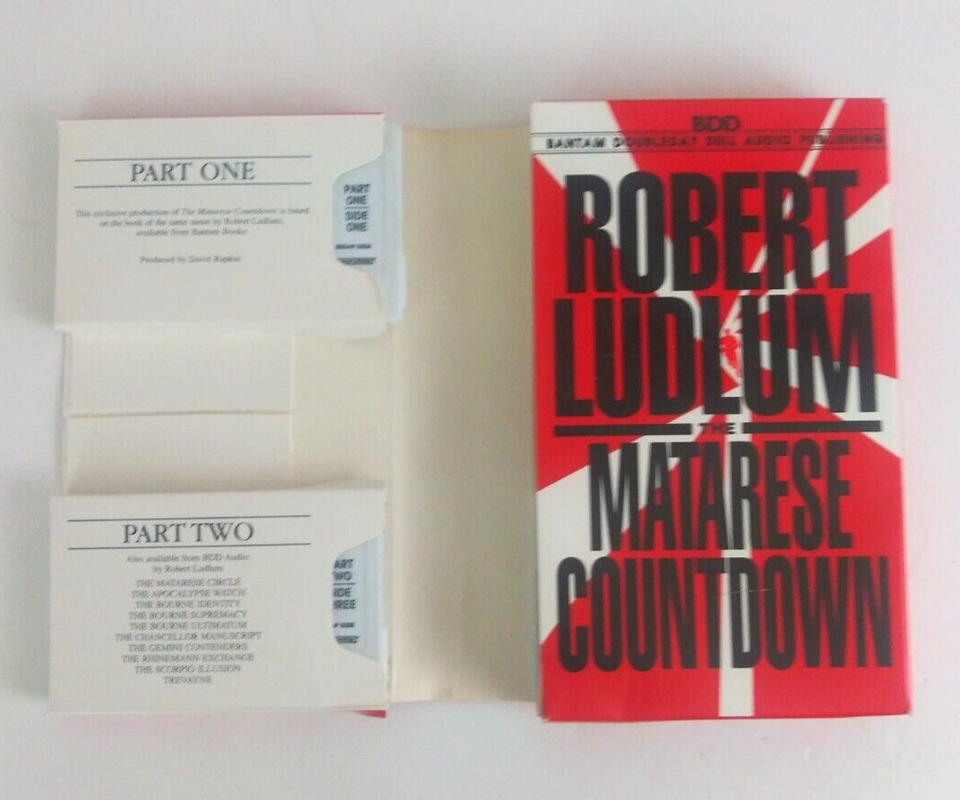 PART ONE
This exclusive production of The Matarese Countdown is based
on the book of the same name by Robert Ludlum,
available from Bantam Books.
Produced by David Rapkin
PART
ONE
SIDE
ONE
PART TWO
Also available from BDD Audio:
by Robert Ludlum
THE MATARESE CIRCLE
THE APOCALYPSE WATCH
THE BOURNE IDENTITY
THE BOURNE SUPREMACY
THE BOURNE ULTIMATUM
THE CHANCELLOR MANUSCRIPT
THE GEMINI CONTENDERS
THE RHINEMANN EXCHANGE
THE SCORPIO ILLUSION
TREVAYNE
ART
WO
IDE
REE
BDD
BANTAM DOUBLEDAY DELL AUDIO PUBLISHING
ROBERT
LUDLUM
THE
MATARESE
COUNTDOWN